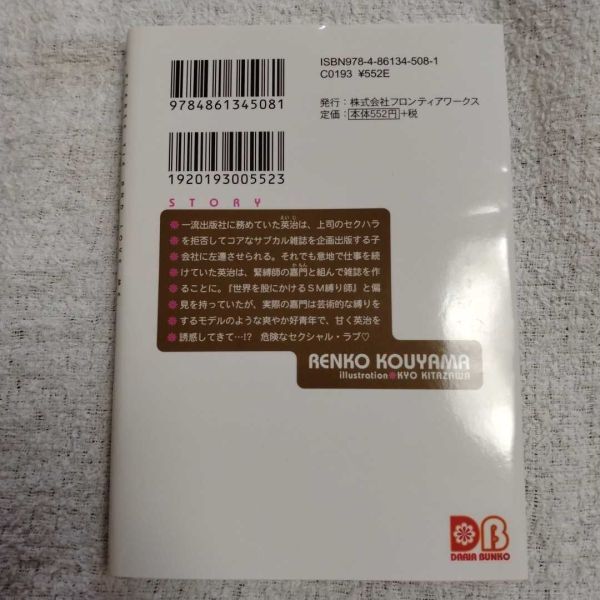 ISBN978-4-86134-508-1
C0193 ¥552E
9784861345081
発行：株式会社フロンティアワークス
定価：本体552円+税
1920193005523
STORY
一流出版社に務めていた英治は、上司のセクハラ
を拒否してコアなサブカル雑誌を企画出版する子
会社に左遷させられる。それでも意地で仕事を続
けていた英治は、緊縛師の嘉門と組んで雑誌を作
ることに。『世界を股にかけるSM縛り師』と偏
見を持っていたが、実際の嘉門は芸術的な縛りを
するモデルのような爽やか好青年で、甘く英治を
誘惑してきて…!? 危険なセクシャル・ラブ♡
RENKO KOUYAMA
illustration KYO KITAZAWA
DB
DARIA BUNKO